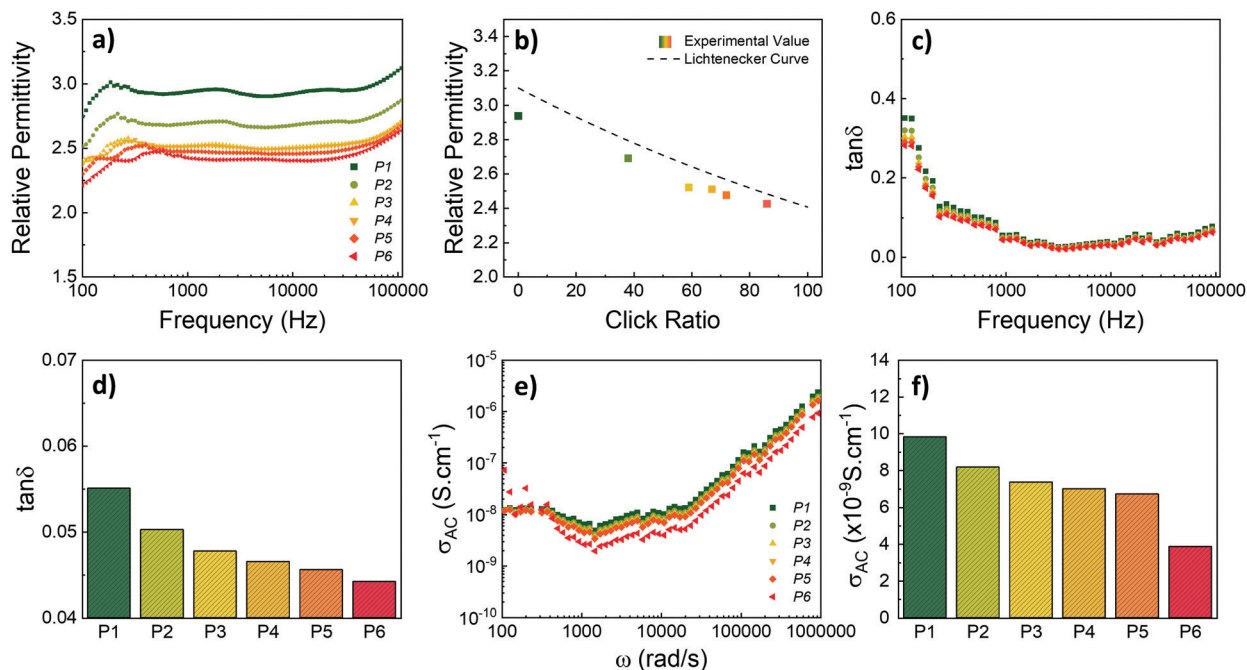 a)
3.5
3.0
2.5
2.0
1.5
Relative Permittivity
P1
P2
P3
P4
P5
P6
100 1000 10000 100000
Frequency (Hz)
b)
3.4
3.2
3.0
2.8
2.6
2.4
2.2
2.0
Relative Permittivity
Experimental Value
Lichtenecker Curve
0 20 40 60 80 100
Click Ratio
c)
0.6
0.4
0.2
0.0
tanδ
100 1000 10000 100000
Frequency (Hz)
d)
0.07
0.06
0.05
0.04
tanδ
P1 P2 P3 P4 P5 P6
e)
10⁻⁵
10⁻⁶
10⁻⁷
10⁻⁸
10⁻⁹
10⁻¹⁰
σAC (S.cm⁻¹)
P1
P2
P3
P4
P5
P6
100 1000 10000 100000 1000000
ω (rad/s)
f)
14
12
10
8
6
4
2
0
σAC (x10⁻⁹S.cm⁻¹)
P1 P2 P3 P4 P5 P6